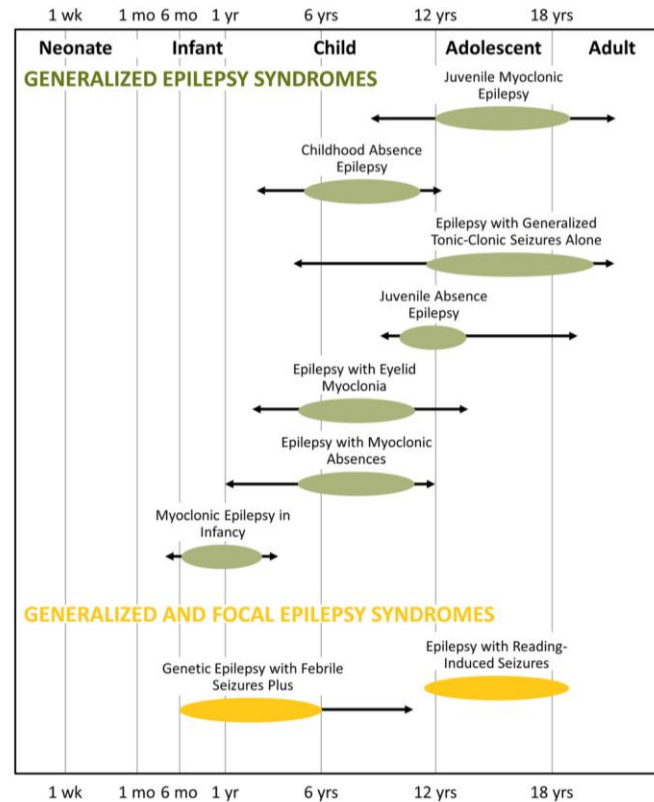 1 wk 1 mo 6 mo 1 yr 6 yrs 12 yrs 18 yrs
Neonate Infant Child Adolescent Adult
GENERALIZED EPILEPSY SYNDROMES
Juvenile Myoclonic
Epilepsy
Childhood Absence
Epilepsy
Epilepsy with Generalized
Tonic-Clonic Seizures Alone
Juvenile Absence
Epilepsy
Epilepsy with Eyelid
Myoclonia
Epilepsy with Myoclonic
Absences
Myoclonic Epilepsy in
Infancy
GENERALIZED AND FOCAL EPILEPSY SYNDROMES
Epilepsy with Reading-
Induced Seizures
Genetic Epilepsy with Febrile
Seizures Plus
1 wk 1 mo 6 mo 1 yr 6 yrs 12 yrs 18 yrs